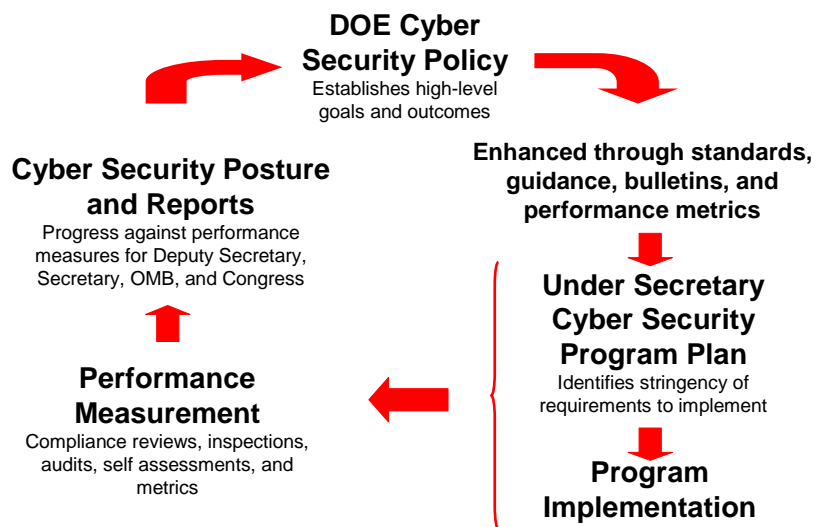 DOE Cyber
Security Policy
Establishes high-level
goals and outcomes
Enhanced through standards,
guidance, bulletins, and
performance metrics
Under Secretary
Cyber Security
Program Plan
Identifies stringency of
requirements to implement
Program
Implementation
Performance
Measurement
Compliance reviews, inspections,
audits, self assessments, and
metrics
Cyber Security Posture
and Reports
Progress against performance
measures for Deputy Secretary,
Secretary, OMB, and Congress